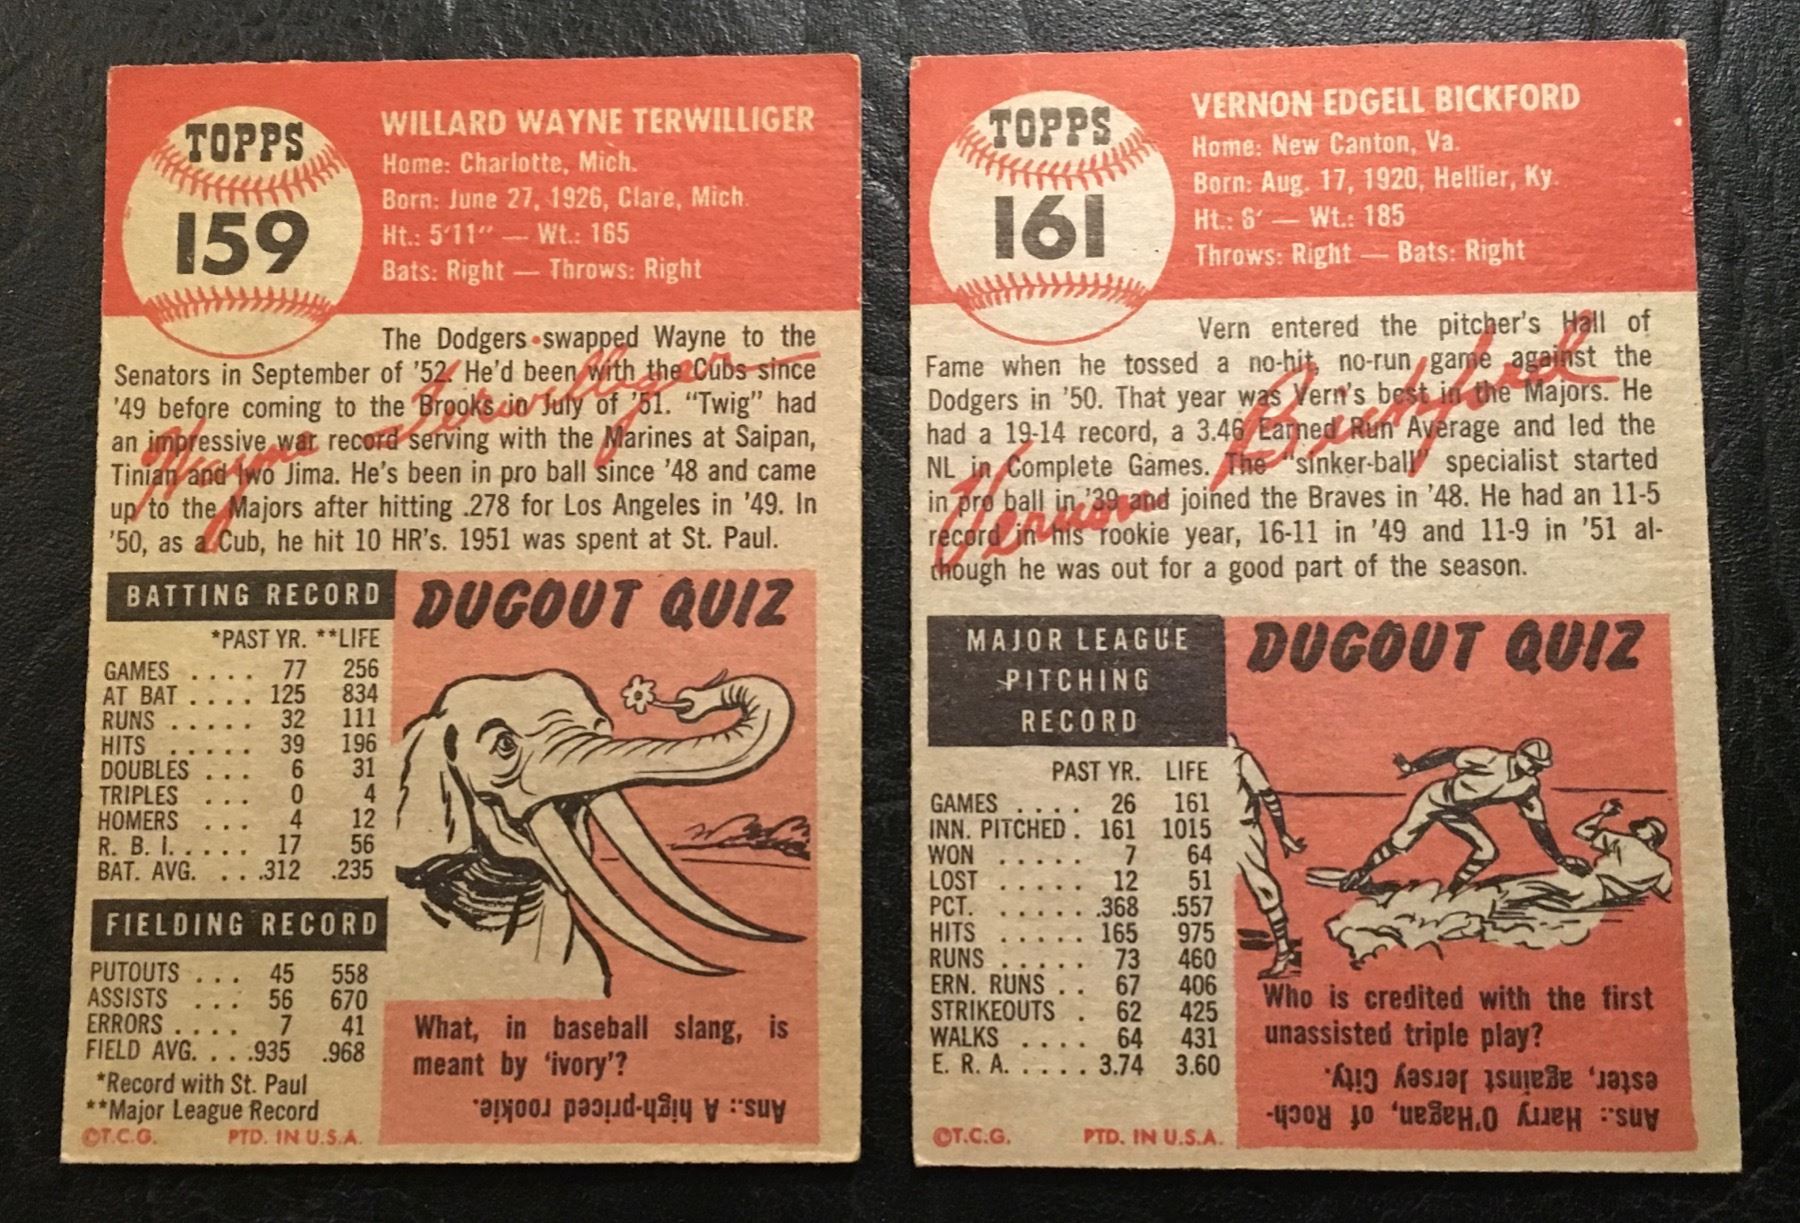 TOPPS
159
WILLARD WAYNE TERWILLIGER
Home: Charlotte, Mich.
Born: June 27, 1926, Clare, Mich.
Ht.: 5'11" — Wt.: 165
Bats: Right — Throws: Right
The Dodgers swapped Wayne to the
Senators in September of '52. He'd been with the Cubs since
'49 before coming to the Brooks in July of '51. "Twig" had
an impressive war record serving with the Marines at Saipan,
Tinian and Iwo Jima. He's been in pro ball since '48 and came
up to the Majors after hitting .278 for Los Angeles in '49. In
'50, as a Cub, he hit 10 HR's. 1951 was spent at St. Paul.
Wayne Terwilliger
BATTING RECORD
*PAST YR. **LIFE
GAMES .... 77 256
AT BAT .... 125 834
RUNS ..... 32 111
HITS ..... 39 196
DOUBLES ... 6 31
TRIPLES ... 0 4
HOMERS ... 4 12
R. B. I. .... 17 56
BAT. AVG. ... .312 .235
FIELDING RECORD
PUTOUTS ... 45 558
ASSISTS ... 56 670
ERRORS .... 7 41
FIELD AVG. ... .935 .968
*Record with St. Paul
**Major League Record
©T.C.G. PTD. IN U.S.A.
DUGOUT QUIZ
What, in baseball slang, is
meant by 'ivory'?
Ans.: A high-priced rookie.
TOPPS
161
VERNON EDGELL BICKFORD
Home: New Canton, Va.
Born: Aug. 17, 1920, Hellier, Ky.
Ht.: 6' — Wt.: 185
Throws: Right — Bats: Right
Vern entered the pitcher's Hall of
Fame when he tossed a no-hit, no-run game against the
Dodgers in '50. That year was Vern's best in the Majors. He
had a 19-14 record, a 3.46 Earned Run Average and led the
NL in Complete Games. The "sinker-ball" specialist started
in pro ball in '39 and joined the Braves in '48. He had an 11-5
record in his rookie year, 16-11 in '49 and 11-9 in '51 al-
though he was out for a good part of the season.
Vernon Bickford
MAJOR LEAGUE
PITCHING
RECORD
PAST YR. LIFE
GAMES .... 26 161
INN. PITCHED . 161 1015
WON ..... 7 64
LOST ..... 12 51
PCT. ..... .368 .557
HITS ..... 165 975
RUNS ..... 73 460
ERN. RUNS .. 67 406
STRIKEOUTS . 62 425
WALKS .... 64 431
E. R. A. ..... 3.74 3.60
©T.C.G. PTD. IN U.S.A.
DUGOUT QUIZ
Who is credited with the first
unassisted triple play?
Ans.: Harry O'Hagan, of Roch-
ester, against Jersey City.